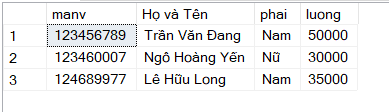 manv Họ và Tên phai luong
1 123456789 Trần Văn Đang Nam 50000
2 123460007 Ngô Hoàng Yến Nữ 30000
3 124689977 Lê Hữu Long Nam 35000